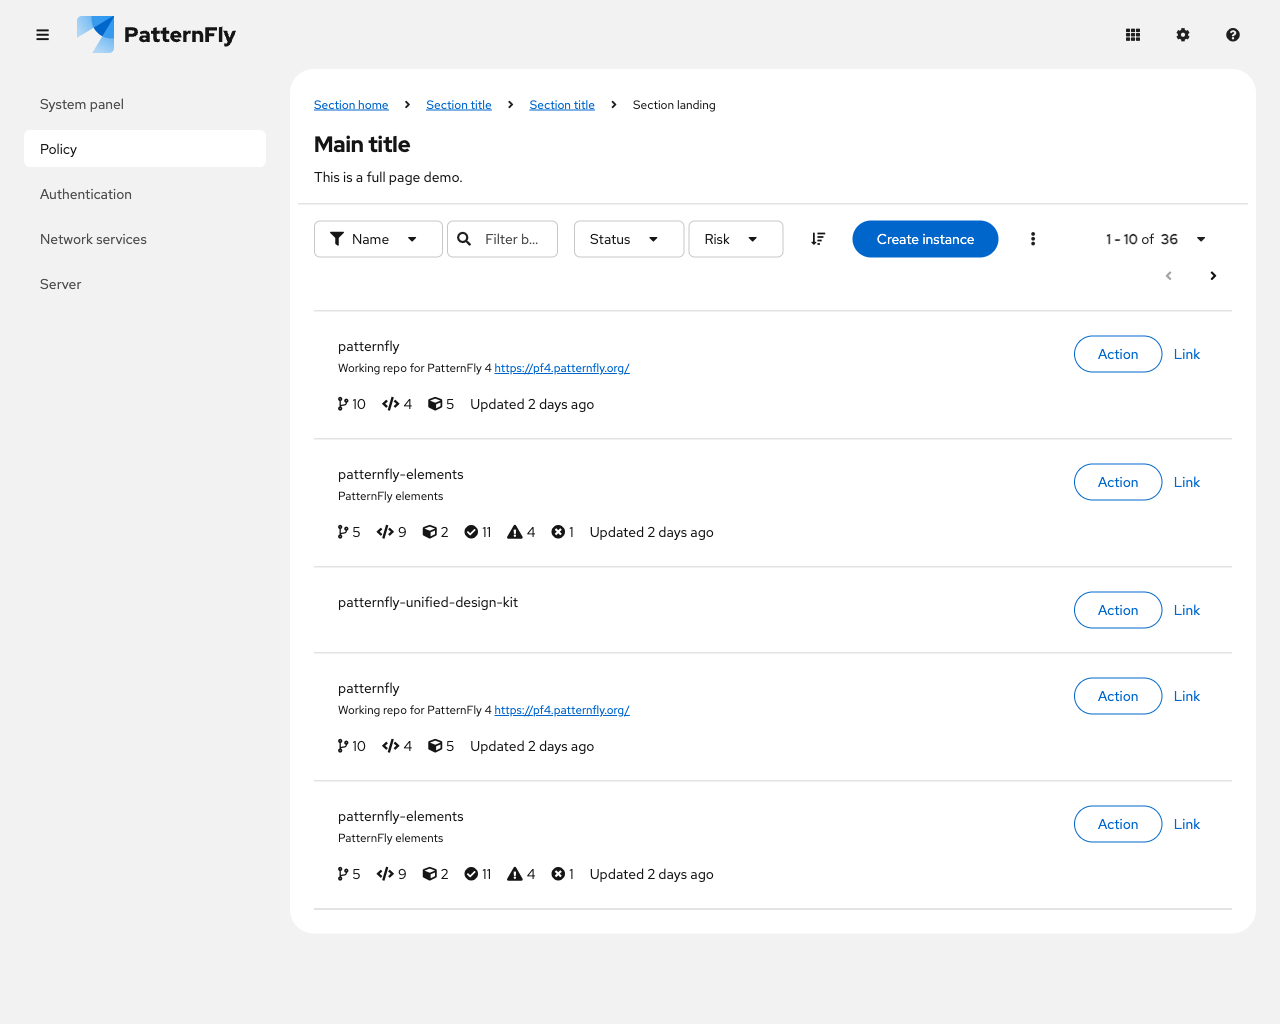 PatternFly
System panel
Policy
Authentication
Network services
Server
Section home Section title Section title Section landing
Main title
This is a full page demo.
Name Filter b... Status Risk Create instance 1 - 10 of 36
patternfly Action Link
Working repo for PatternFly 4 https://pf4.patternfly.org/
10 4 5 Updated 2 days ago
patternfly-elements Action Link
PatternFly elements
5 9 2 11 4 1 Updated 2 days ago
patternfly-unified-design-kit Action Link
patternfly Action Link
Working repo for PatternFly 4 https://pf4.patternfly.org/
10 4 5 Updated 2 days ago
patternfly-elements Action Link
PatternFly elements
5 9 2 11 4 1 Updated 2 days ago